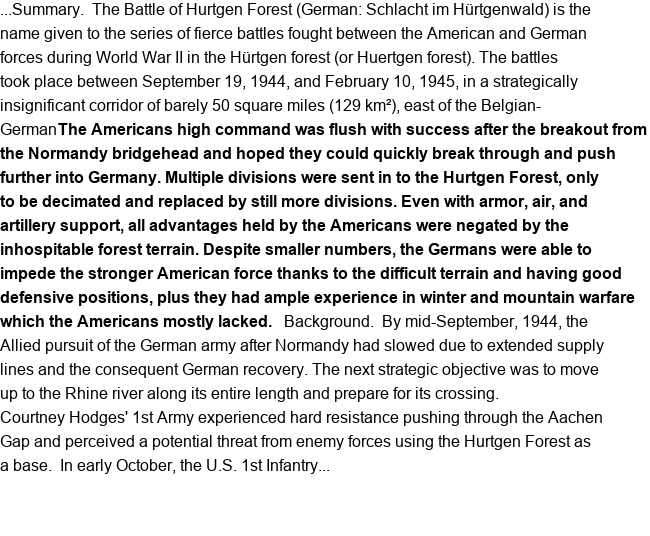 ...Summary.  The Battle of Hurtgen Forest (German: Schlacht im Hürtgenwald) is the
name given to the series of fierce battles fought between the American and German
forces during World War II in the Hürtgen forest (or Huertgen forest). The battles
took place between September 19, 1944, and February 10, 1945, in a strategically
insignificant corridor of barely 50 square miles (129 km²), east of the Belgian-
GermanThe Americans high command was flush with success after the breakout from
the Normandy bridgehead and hoped they could quickly break through and push
further into Germany. Multiple divisions were sent in to the Hurtgen Forest, only
to be decimated and replaced by still more divisions. Even with armor, air, and
artillery support, all advantages held by the Americans were negated by the
inhospitable forest terrain. Despite smaller numbers, the Germans were able to
impede the stronger American force thanks to the difficult terrain and having good
defensive positions, plus they had ample experience in winter and mountain warfare
which the Americans mostly lacked.   Background.  By mid-September, 1944, the
Allied pursuit of the German army after Normandy had slowed due to extended supply
lines and the consequent German recovery. The next strategic objective was to move
up to the Rhine river along its entire length and prepare for its crossing.
Courtney Hodges' 1st Army experienced hard resistance pushing through the Aachen
Gap and perceived a potential threat from enemy forces using the Hurtgen Forest as
a base.  In early October, the U.S. 1st Infantry...